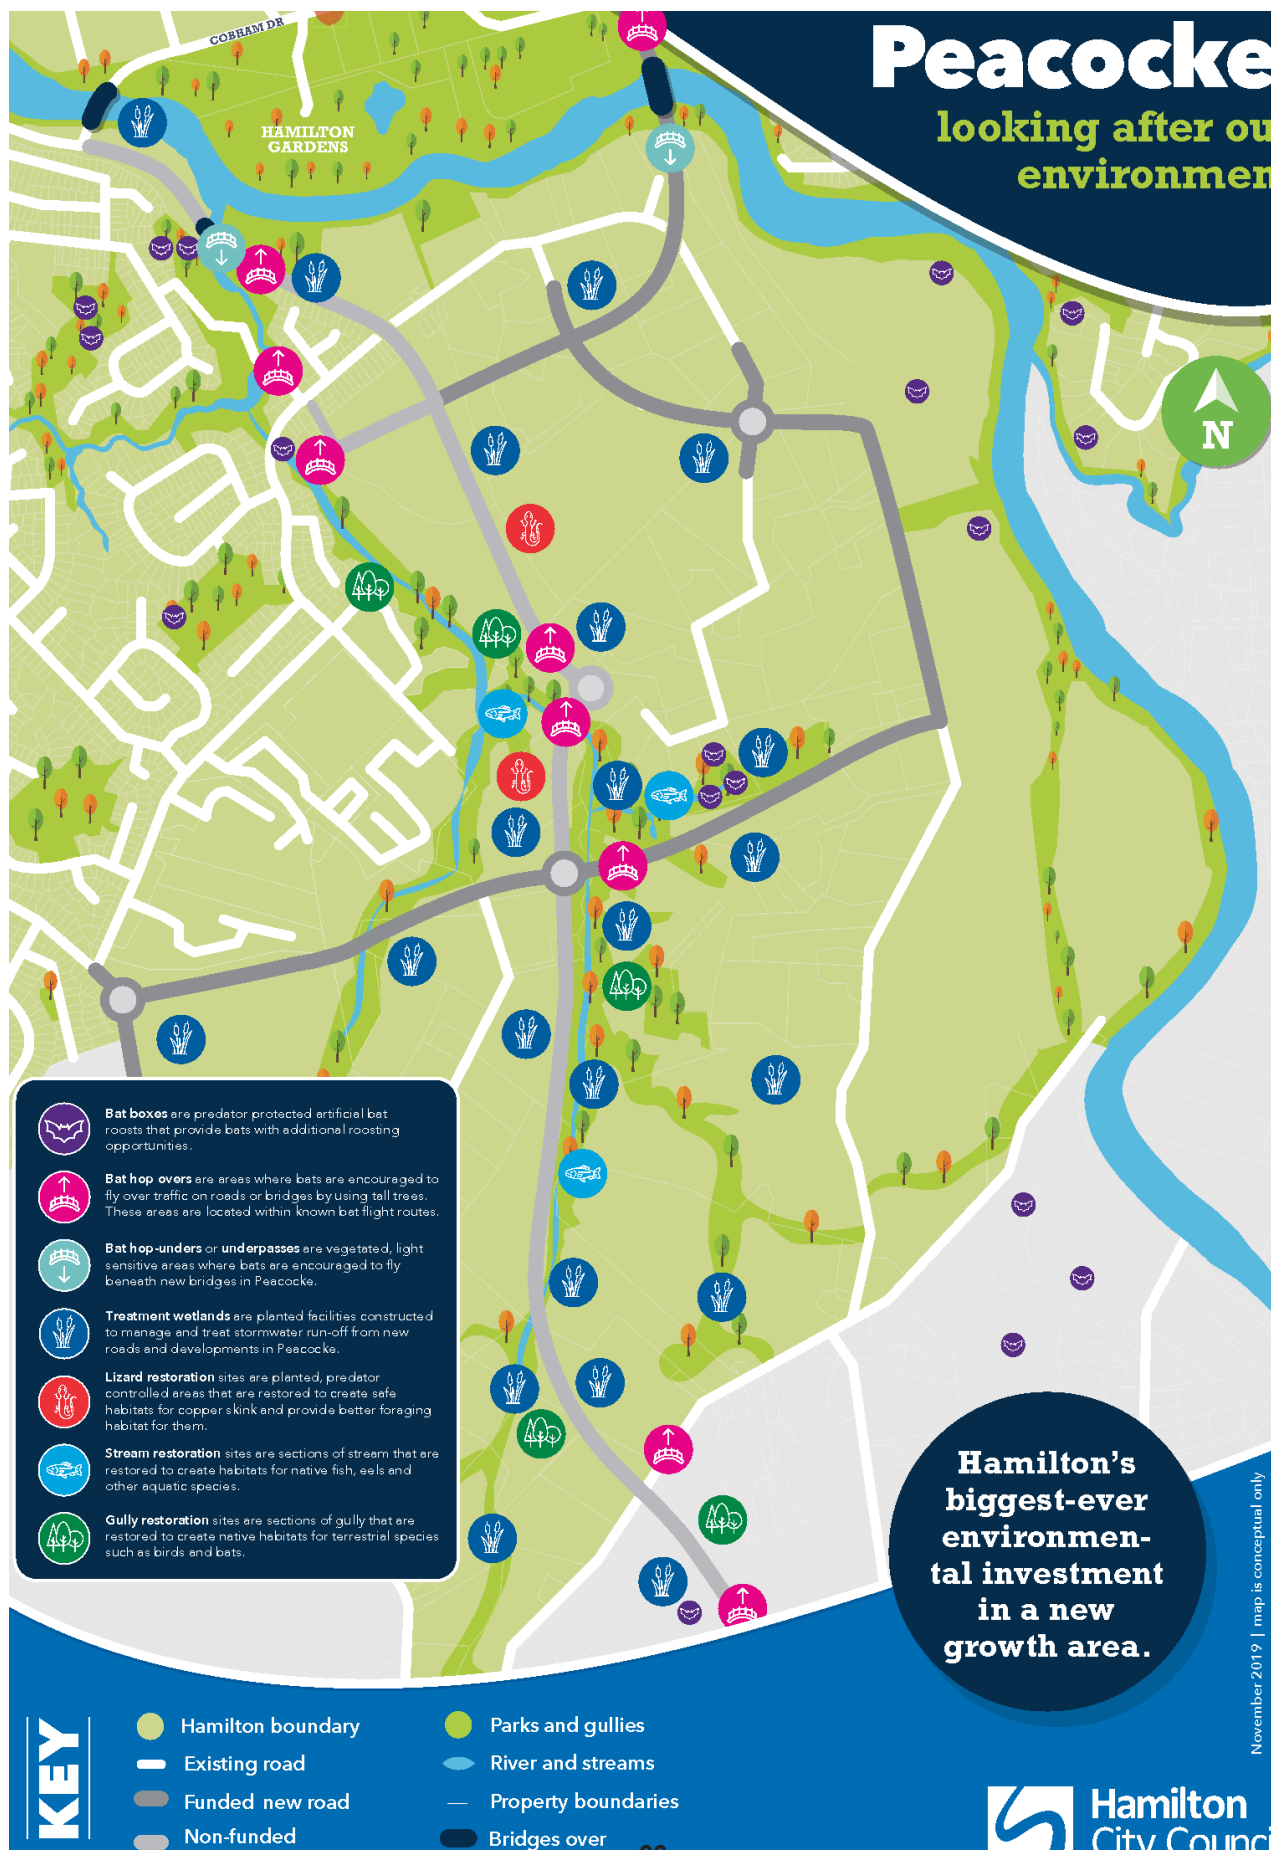 COBHAM DR
HAMILTON
GARDENS
Peacocke
looking after ou
environmen
N
Bat boxes are predator protected artificial bat
roosts that provide bats with additional roosting
opportunities.
Bat hop overs are areas where bats are encouraged to
fly over traffic on roads or bridges by using tall trees.
These areas are located within known bat flight routes.
Bat hop-unders or underpasses are vegetated, light
sensitive areas where bats are encouraged to fly
beneath new bridges in Peacocke.
Treatment wetlands are planted facilities constructed
to manage and treat stormwater run-off from new
roads and developments in Peacocke.
Lizard restoration sites are planted, predator
controlled areas that are restored to create safe
habitats for copper skink and provide better foraging
habitat for them.
Stream restoration sites are sections of stream that are
restored to create habitats for native fish, eels and
other aquatic species.
Gully restoration sites are sections of gully that are
restored to create native habitats for terrestrial species
such as birds and bats.
Hamilton's
biggest-ever
environmen-
tal investment
in a new
growth area.
November 2019 | map is conceptual only
KEY
Hamilton boundary
Existing road
Funded new road
Non-funded
Parks and gullies
River and streams
Property boundaries
Bridges over
Hamilton
City Counci